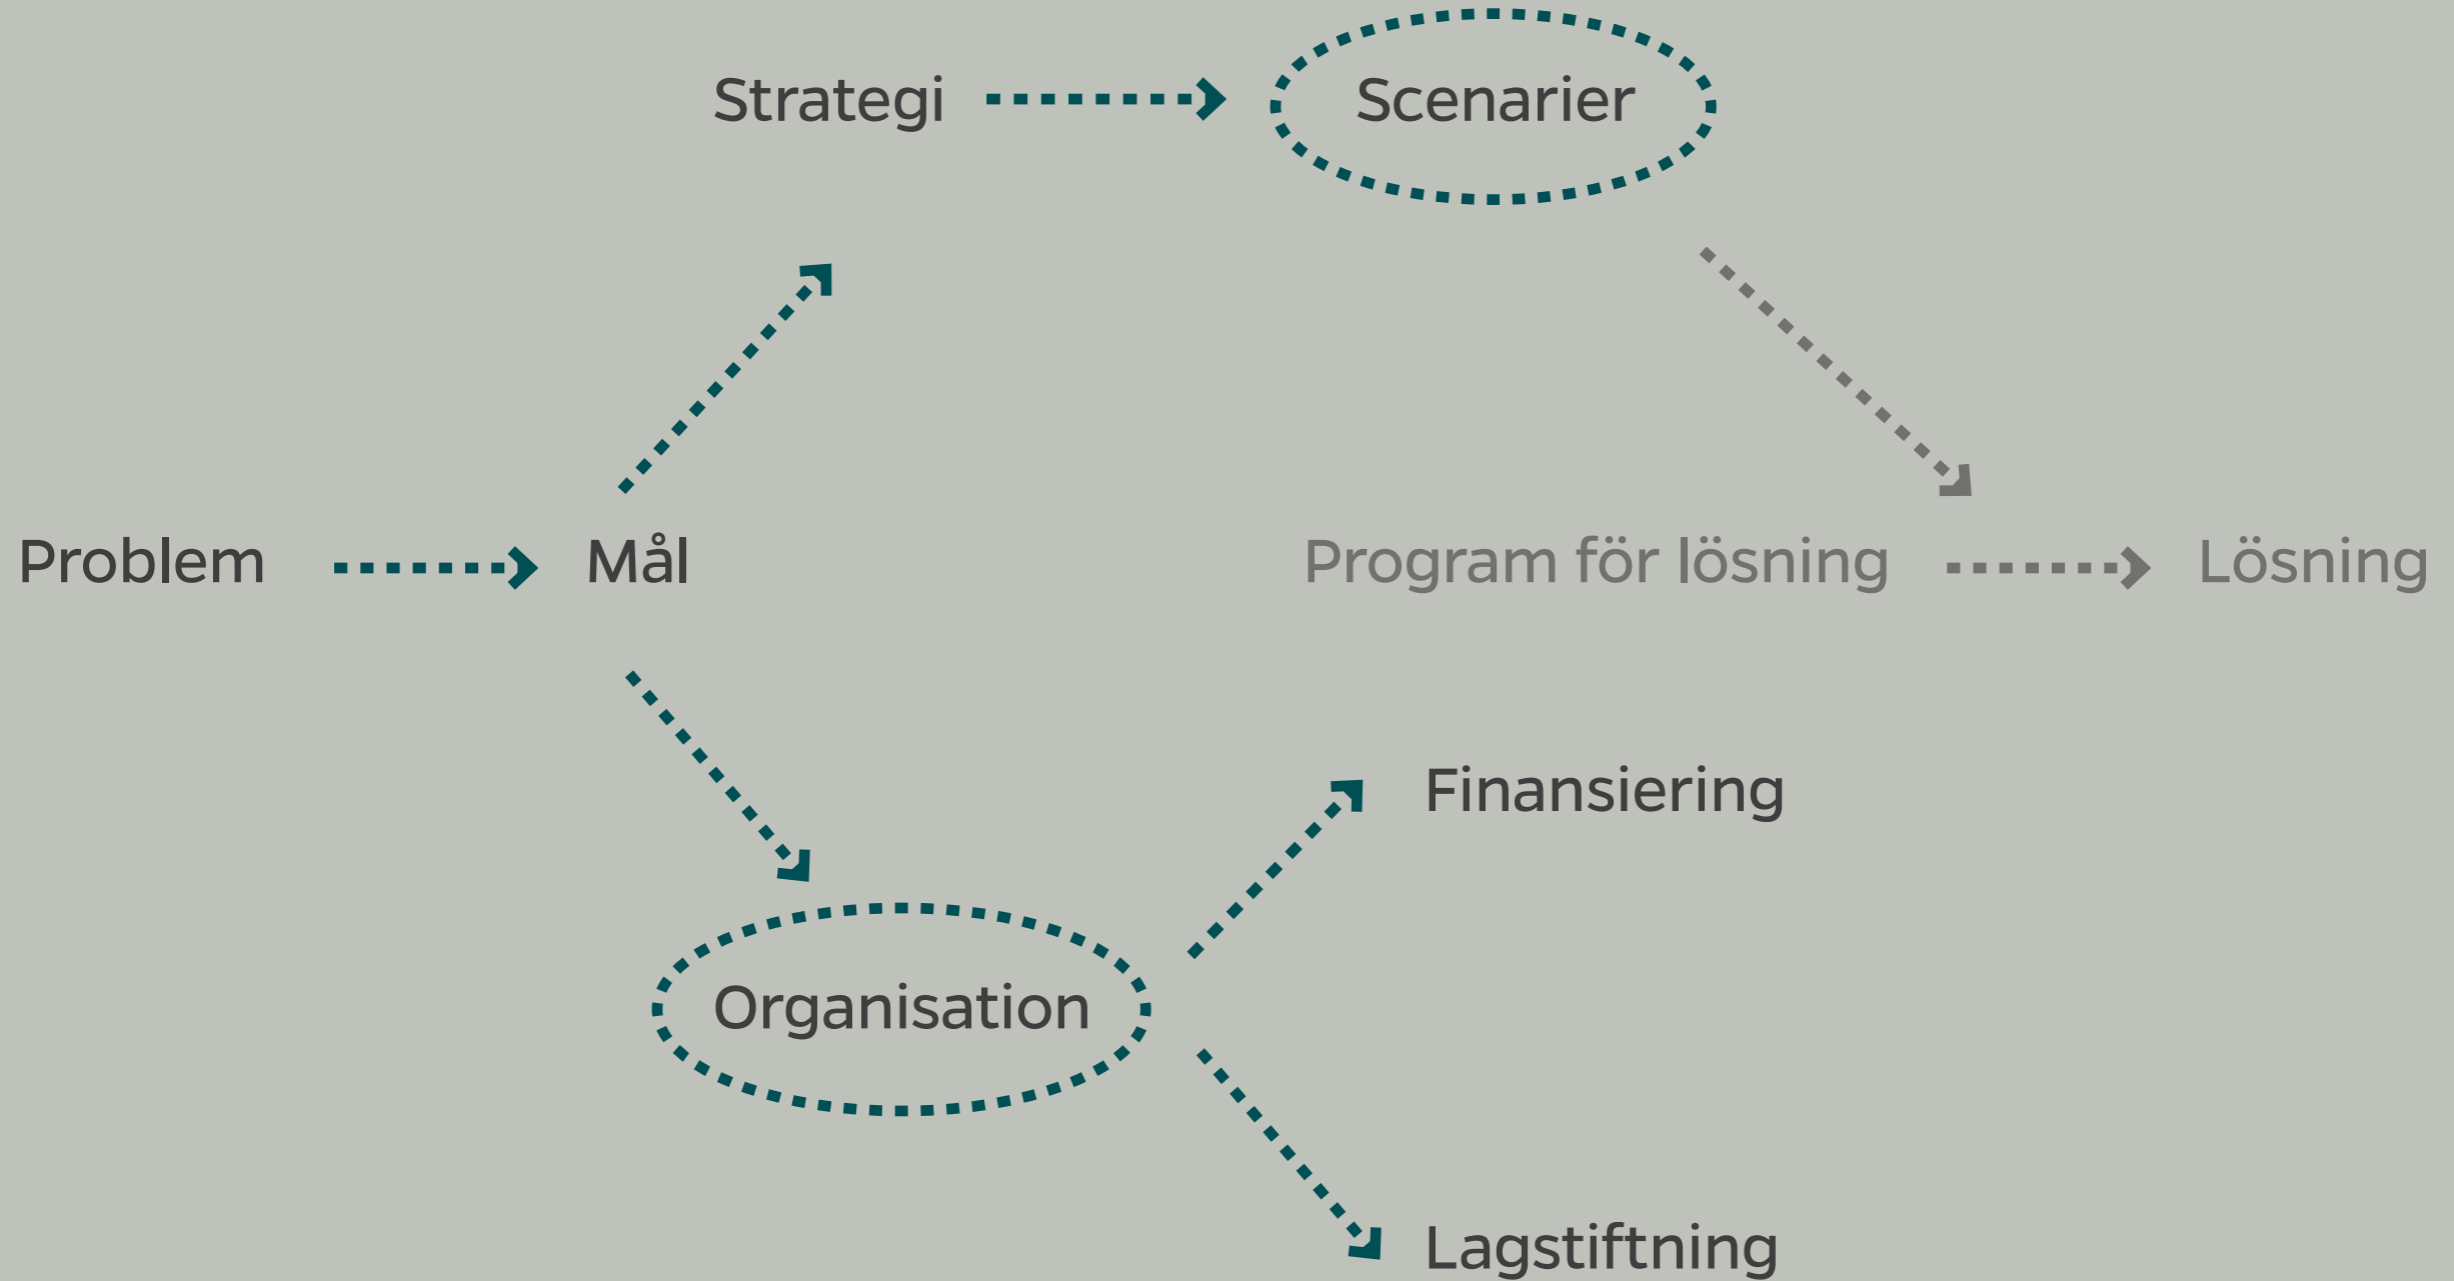 Strategi
Scenarier
Problem
Mål
Program för lösning
Lösning
Finansiering
Organisation
Lagstiftning